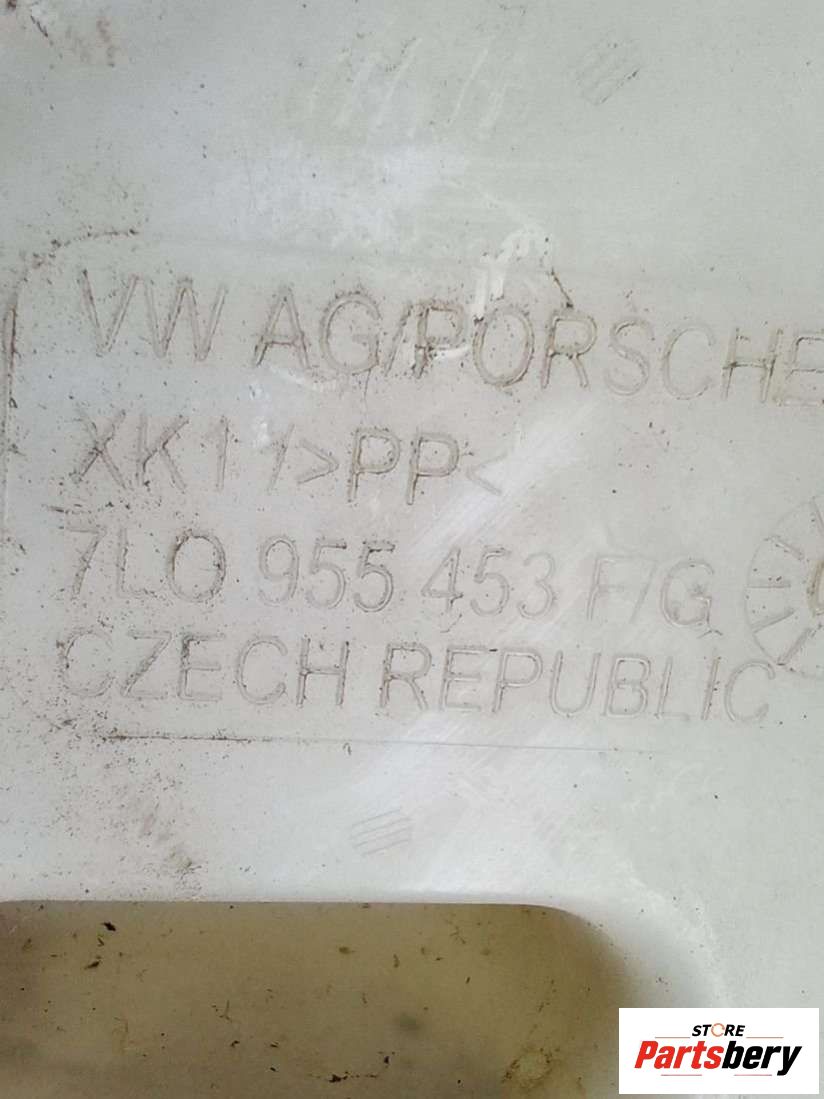 VW AG/PORSCHE
XK11 >PP<
7L0 955 453 F/G
CZECH REPUBLIC
STORE
Partsbery